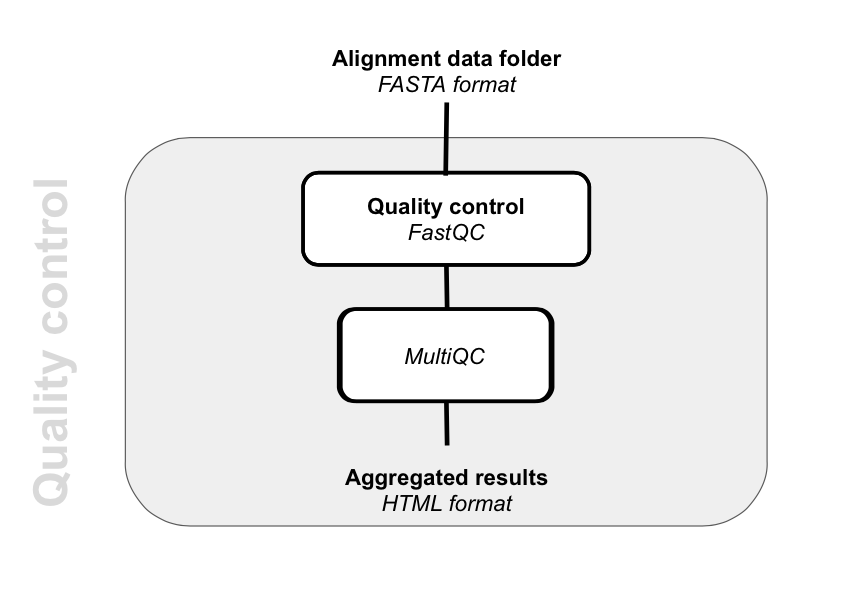 Alignment data folder
FASTA format
Quality control
Quality control
FastQC
MultiQC
Aggregated results
HTML format